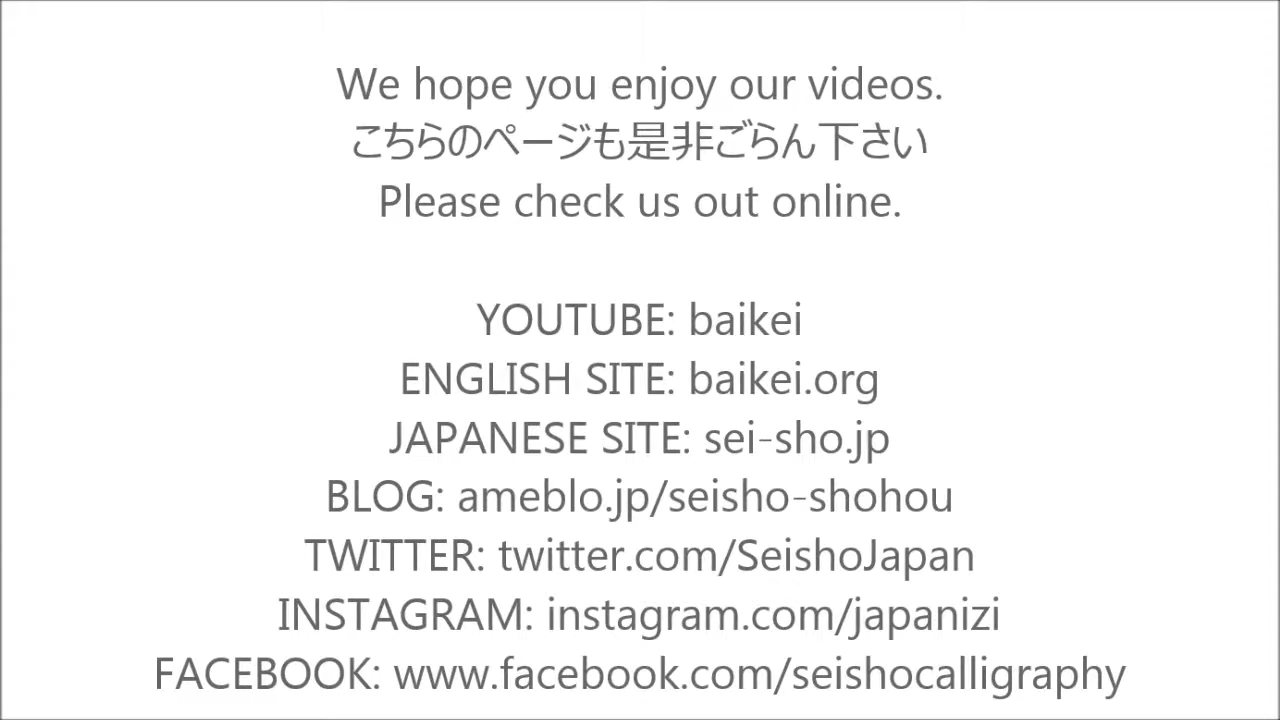 We hope you enjoy our videos.
こちらのページも是非ごらん下さい
Please check us out online.
YOUTUBE: baikei
ENGLISH SITE: baikei.org
JAPANESE SITE: sei-sho.jp
BLOG: ameblo.jp/seisho-shohou
TWITTER: twitter.com/SeishoJapan
INSTAGRAM: instagram.com/japanizi
FACEBOOK: www.facebook.com/seishocalligraphy